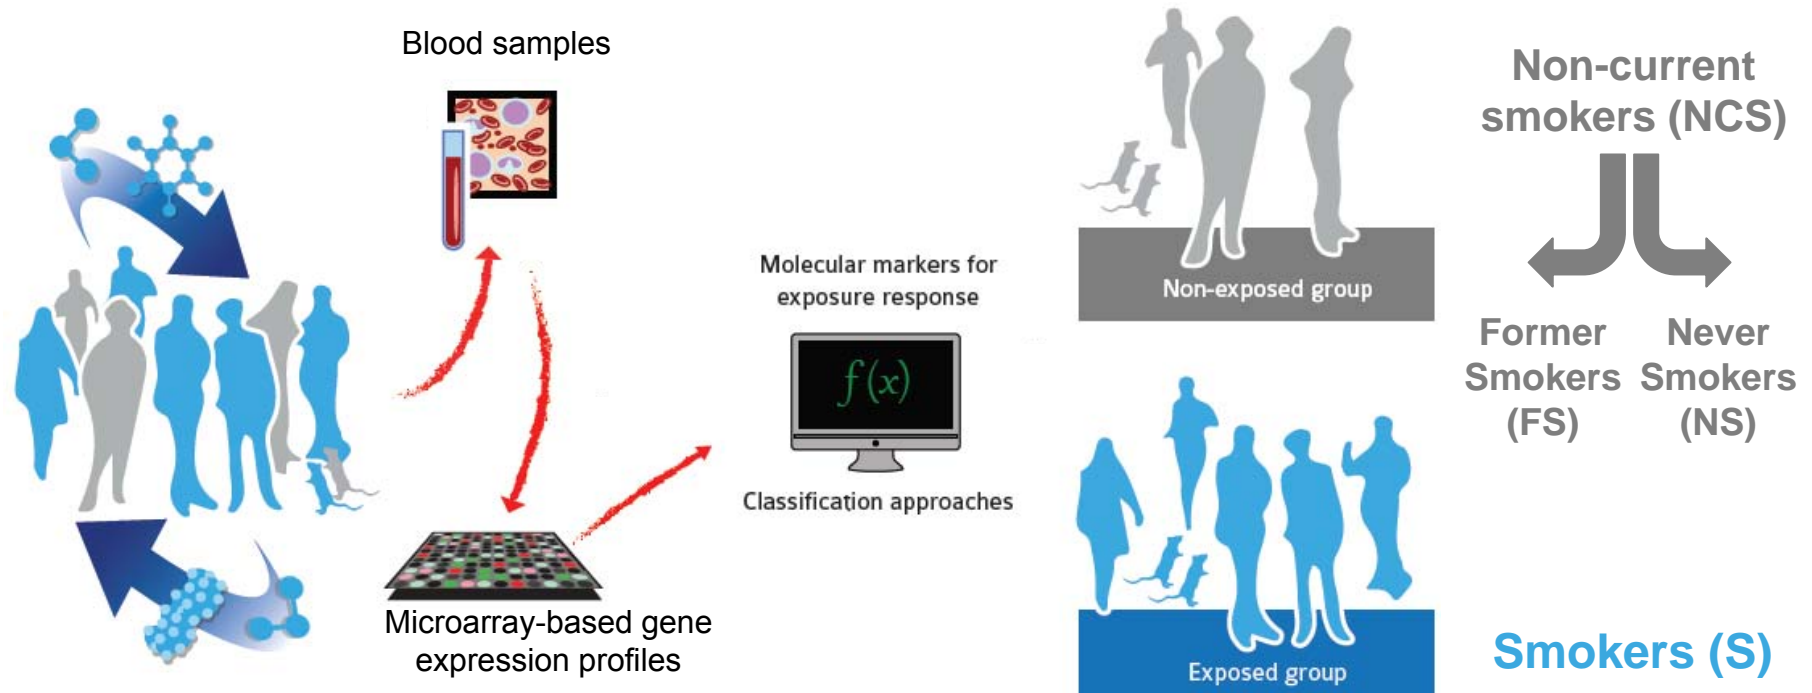 Blood samples
Microarray-based gene
expression profiles
Molecular markers for
exposure response
f(x)
Classification approaches
Non-exposed group
Exposed group
Non-current
smokers (NCS)
Former
Smokers
(FS)
Never
Smokers
(NS)
Smokers (S)